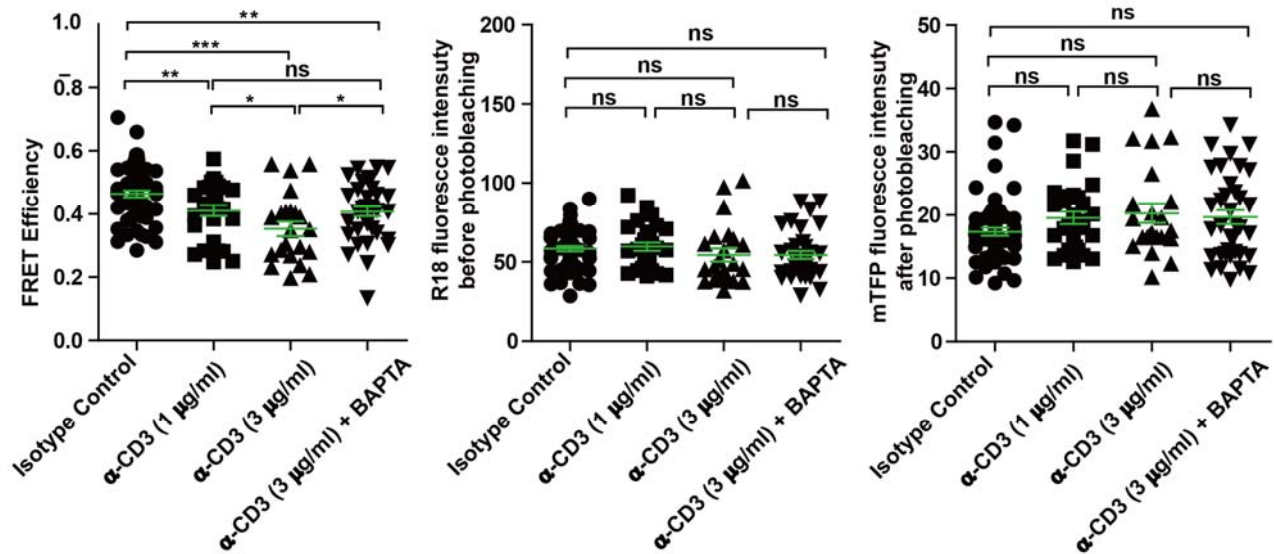 FRET Efficiency
1.0
0.8
0.6
0.4
0.2
0.0
**
***
**
ns
*
*
Isotype Control
α-CD3 (1 μg/ml)
α-CD3 (3 μg/ml)
α-CD3 (3 μg/ml) + BAPTA
R18 fluorescce intensuty
before photobleaching
200
150
100
50
0
ns
ns
ns
ns
ns
Isotype Control
α-CD3 (1 μg/ml)
α-CD3 (3 μg/ml)
α-CD3 (3 μg/ml) + BAPTA
mTFP fluorescce intensity
after photobleaching
50
40
30
20
10
0
ns
ns
ns
ns
ns
Isotype Control
α-CD3 (1 μg/ml)
α-CD3 (3 μg/ml)
α-CD3 (3 μg/ml) + BAPTA